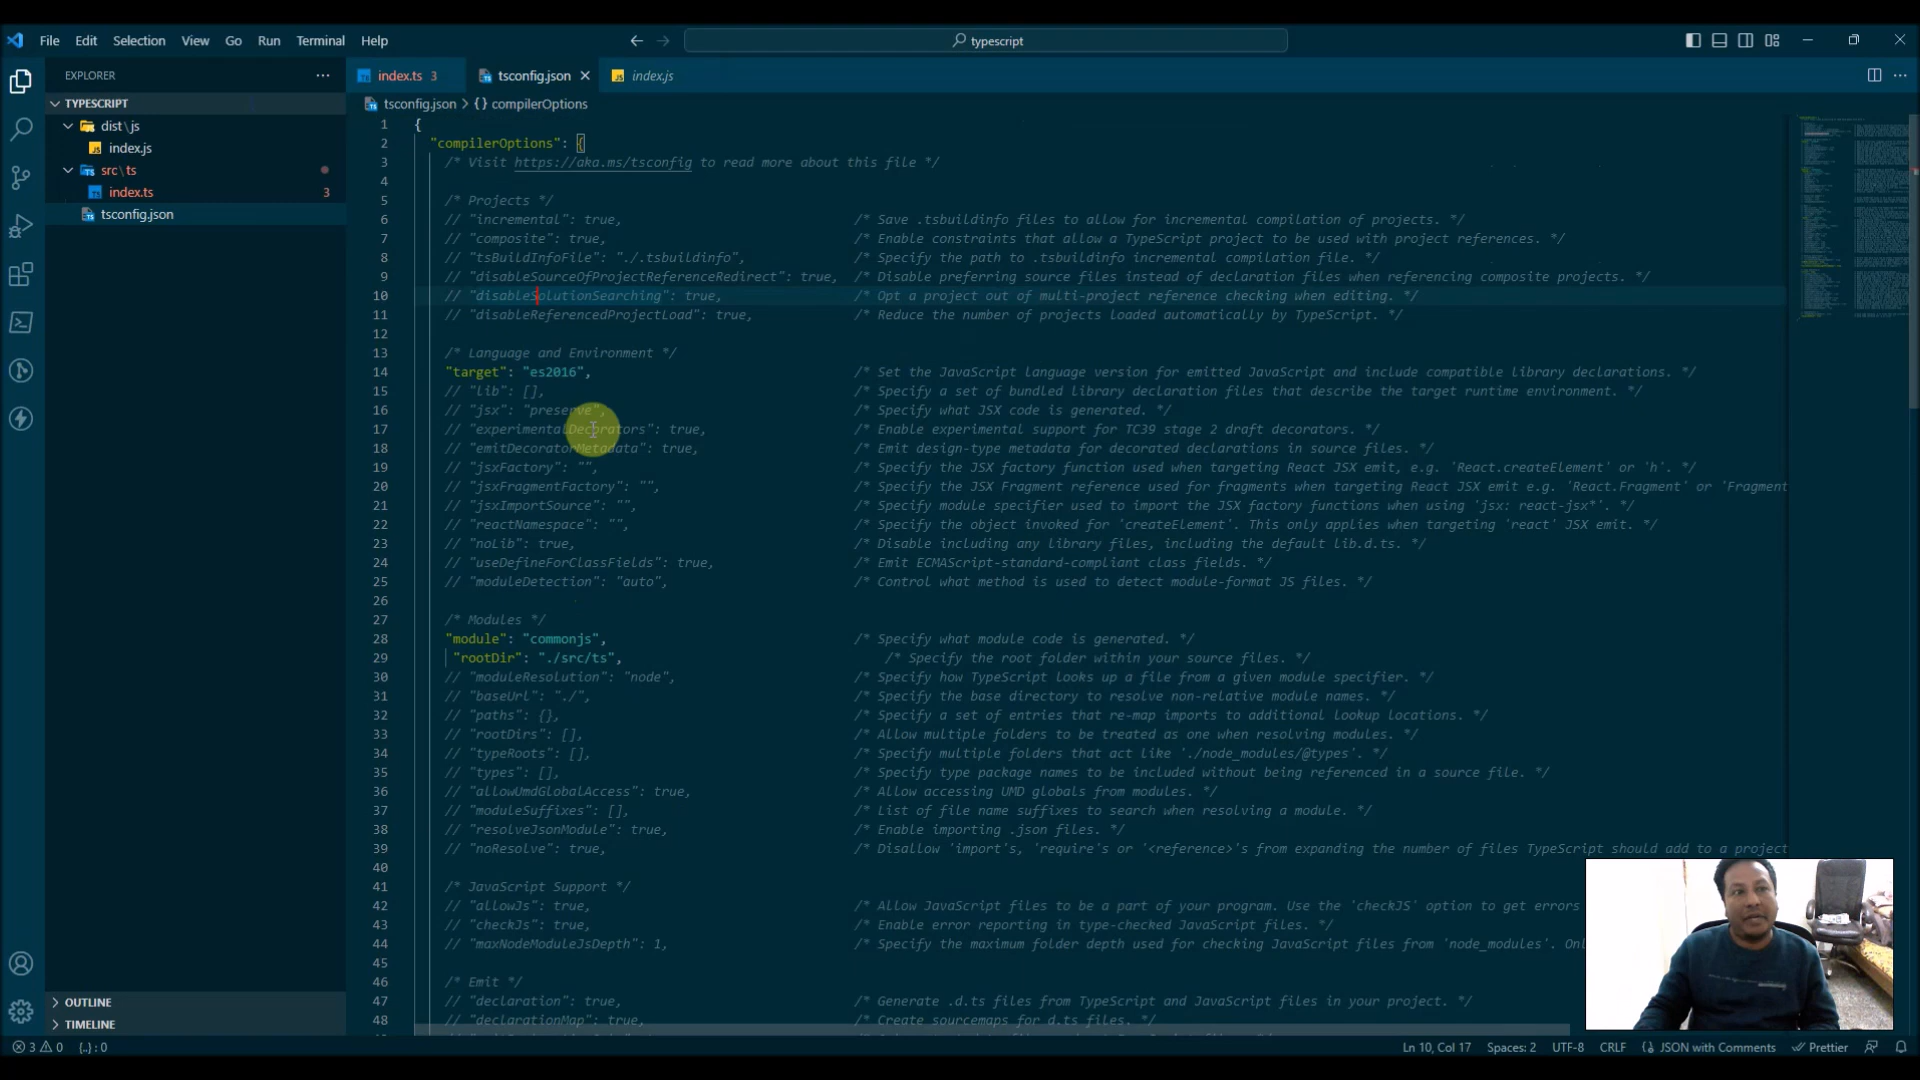 File Edit Selection View Go Run Terminal Help
typescript
EXPLORER
TYPESCRIPT
dist\js
index.js
src\ts
index.ts 3
tsconfig.json
OUTLINE
TIMELINE
index.ts 3
tsconfig.json
index.js
tsconfig.json > {} compilerOptions
1 {
2 "compilerOptions": {
3 /* Visit https://aka.ms/tsconfig to read more about this file */
4
5 /* Projects */
6 // "incremental": true, /* Save .tsbuildinfo files to allow for incremental compilation of projects. */
7 // "composite": true, /* Enable constraints that allow a TypeScript project to be used with project references. */
8 // "tsBuildInfoFile": "./.tsbuildinfo", /* Specify the path to .tsbuildinfo incremental compilation file. */
9 // "disableSourceOfProjectReferenceRedirect": true, /* Disable preferring source files instead of declaration files when referencing composite projects. */
10 // "disableSolutionSearching": true, /* Opt a project out of multi-project reference checking when editing. */
11 // "disableReferencedProjectLoad": true, /* Reduce the number of projects loaded automatically by TypeScript. */
12
13 /* Language and Environment */
14 "target": "es2016", /* Set the JavaScript language version for emitted JavaScript and include compatible library declarations. */
15 // "lib": [], /* Specify a set of bundled library declaration files that describe the target runtime environment. */
16 // "jsx": "preserve", /* Specify what JSX code is generated. */
17 // "experimentalDecorators": true, /* Enable experimental support for TC39 stage 2 draft decorators. */
18 // "emitDecoratorMetadata": true, /* Emit design-type metadata for decorated declarations in source files. */
19 // "jsxFactory": "", /* Specify the JSX factory function used when targeting React JSX emit, e.g. 'React.createElement' or 'h'. */
20 // "jsxFragmentFactory": "", /* Specify the JSX Fragment reference used for fragments when targeting React JSX emit e.g. 'React.Fragment' or 'Fragment
21 // "jsxImportSource": "", /* Specify module specifier used to import the JSX factory functions when using 'jsx: react-jsx*'. */
22 // "reactNamespace": "", /* Specify the object invoked for 'createElement'. This only applies when targeting 'react' JSX emit. */
23 // "noLib": true, /* Disable including any library files, including the default lib.d.ts. */
24 // "useDefineForClassFields": true, /* Emit ECMAScript-standard-compliant class fields. */
25 // "moduleDetection": "auto", /* Control what method is used to detect module-format JS files. */
26
27 /* Modules */
28 "module": "commonjs", /* Specify what module code is generated. */
29 "rootDir": "./src/ts", /* Specify the root folder within your source files. */
30 // "moduleResolution": "node", /* Specify how TypeScript looks up a file from a given module specifier. */
31 // "baseUrl": "./", /* Specify the base directory to resolve non-relative module names. */
32 // "paths": {}, /* Specify a set of entries that re-map imports to additional lookup locations. */
33 // "rootDirs": [], /* Allow multiple folders to be treated as one when resolving modules. */
34 // "typeRoots": [], /* Specify multiple folders that act like './node_modules/@types'. */
35 // "types": [], /* Specify type package names to be included without being referenced in a source file. */
36 // "allowUmdGlobalAccess": true, /* Allow accessing UMD globals from modules. */
37 // "moduleSuffixes": [], /* List of file name suffixes to search when resolving a module. */
38 // "resolveJsonModule": true, /* Enable importing .json files. */
39 // "noResolve": true, /* Disallow 'import's, 'require's or '<reference>'s from expanding the number of files TypeScript should add to a project
40
41 /* JavaScript Support */
42 // "allowJs": true, /* Allow JavaScript files to be a part of your program. Use the 'checkJS' option to get errors
43 // "checkJs": true, /* Enable error reporting in type-checked JavaScript files. */
44 // "maxNodeModuleJsDepth": 1, /* Specify the maximum folder depth used for checking JavaScript files from 'node_modules'. On
45
46 /* Emit */
47 // "declaration": true, /* Generate .d.ts files from TypeScript and JavaScript files in your project. */
48 // "declarationMap": true, /* Create sourcemaps for d.ts files. */
3 0 {..} : 0 Ln 10, Col 17 Spaces: 2 UTF-8 CRLF JSON with Comments Prettier